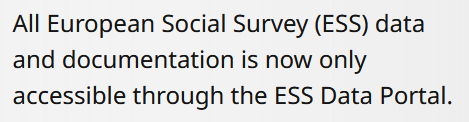 All European Social Survey (ESS) data
and documentation is now only
accessible through the ESS Data Portal.